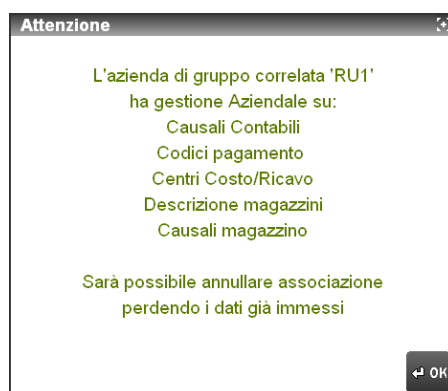 Attenzione
L'azienda di gruppo correlata 'RU1'
ha gestione Aziendale su:
Causali Contabili
Codici pagamento
Centri Costo/Ricavo
Descrizione magazzini
Causali magazzino
Sarà possibile annullare associazione
perdendo i dati già immessi
OK